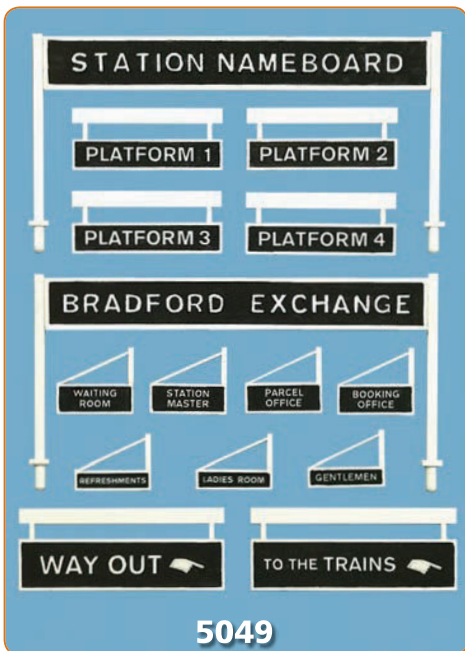 STATION NAMEBOARD
PLATFORM 1
PLATFORM 2
PLATFORM 3
PLATFORM 4
BRADFORD EXCHANGE
WAITING
ROOM
STATION
MASTER
PARCEL
OFFICE
BOOKING
OFFICE
REFRESHMENTS
LADIES ROOM
GENTLEMEN
WAY OUT
TO THE TRAINS
5049